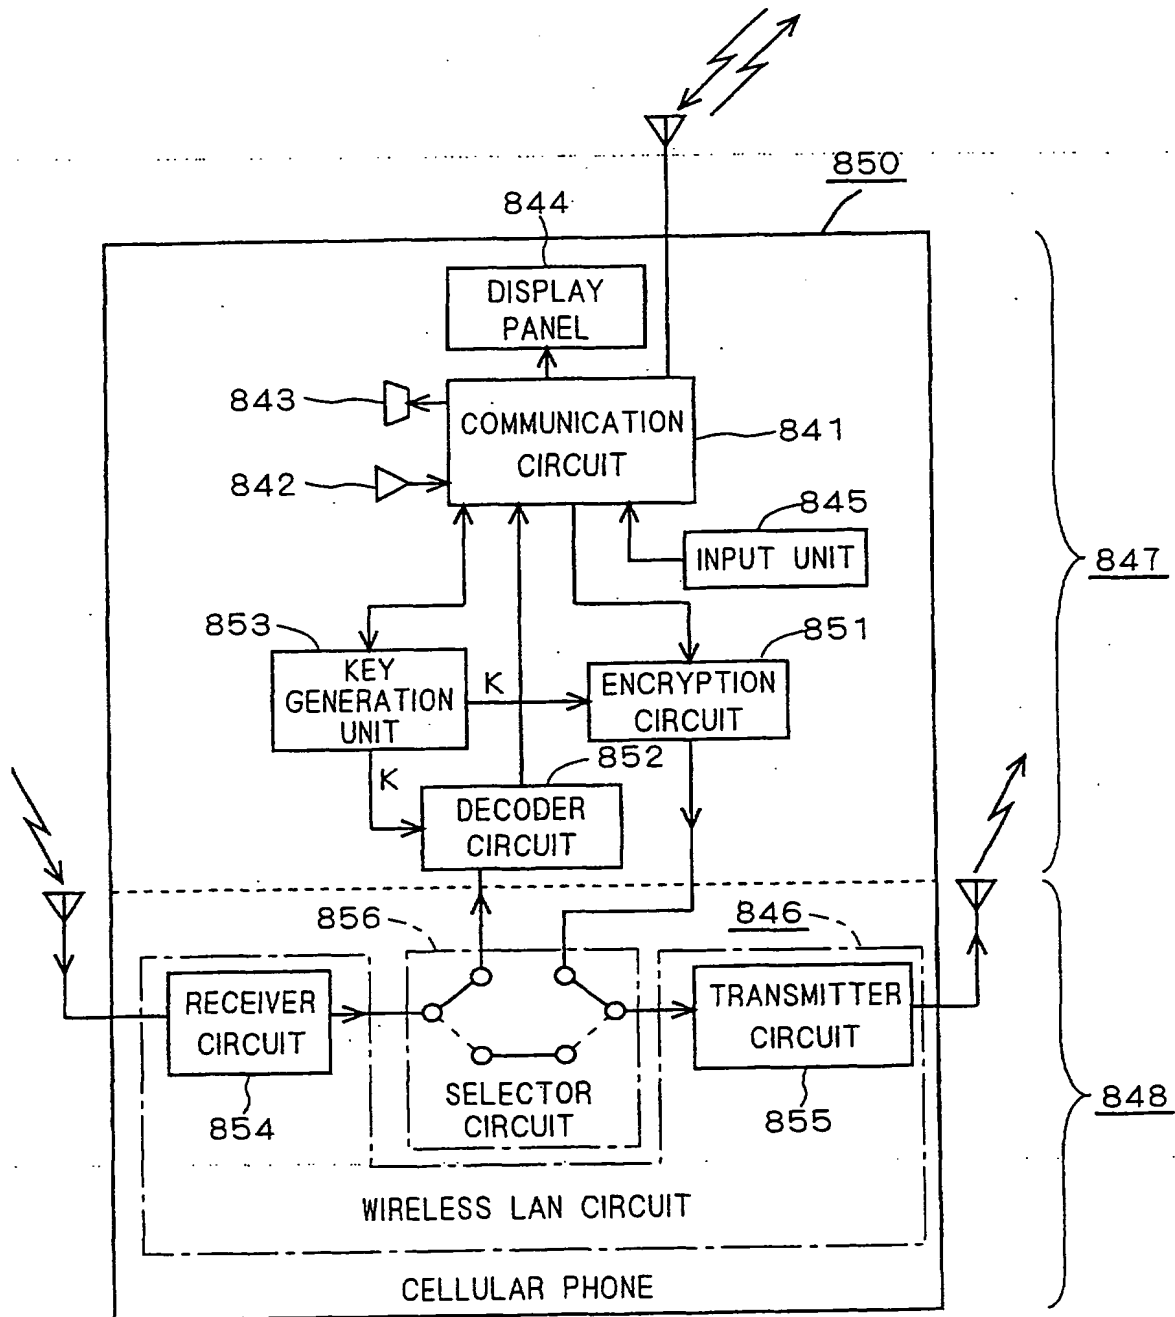 850
844
DISPLAY
PANEL
843
COMMUNICATION
CIRCUIT
841
842
845
INPUT UNIT
847
853
851
KEY
GENERATION
UNIT
K
ENCRYPTION
CIRCUIT
852
K
DECODER
CIRCUIT
856
846
RECEIVER
CIRCUIT
TRANSMITTER
CIRCUIT
SELECTOR
CIRCUIT
854
855
848
WIRELESS LAN CIRCUIT
CELLULAR PHONE